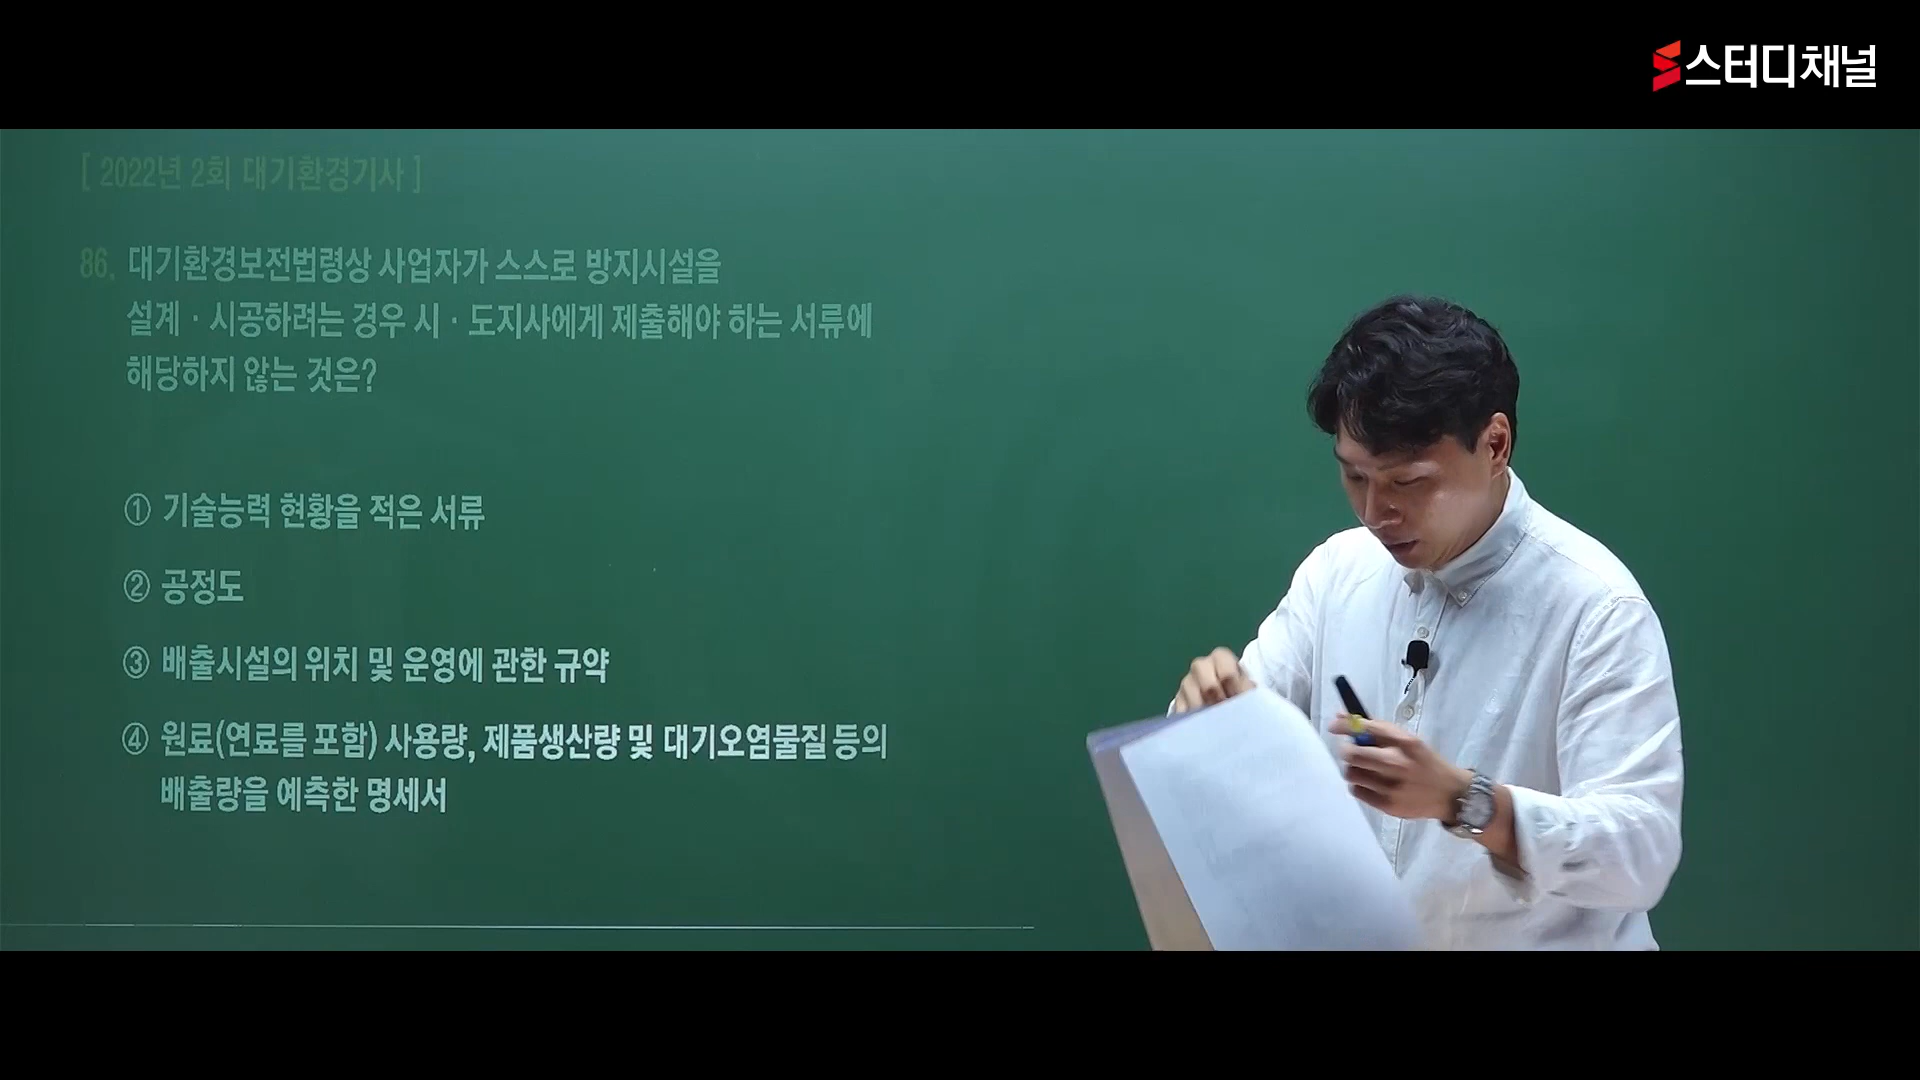 스터디채널
[ 2022년 2회 대기환경기사 ]
86. 대기환경보전법령상 사업자가 스스로 방지시설을
설계 · 시공하려는 경우 시 · 도지사에게 제출해야 하는 서류에
해당하지 않는 것은?
① 기술능력 현황을 적은 서류
② 공정도
③ 배출시설의 위치 및 운영에 관한 규약
④ 원료(연료를 포함) 사용량, 제품생산량 및 대기오염물질 등의
배출량을 예측한 명세서